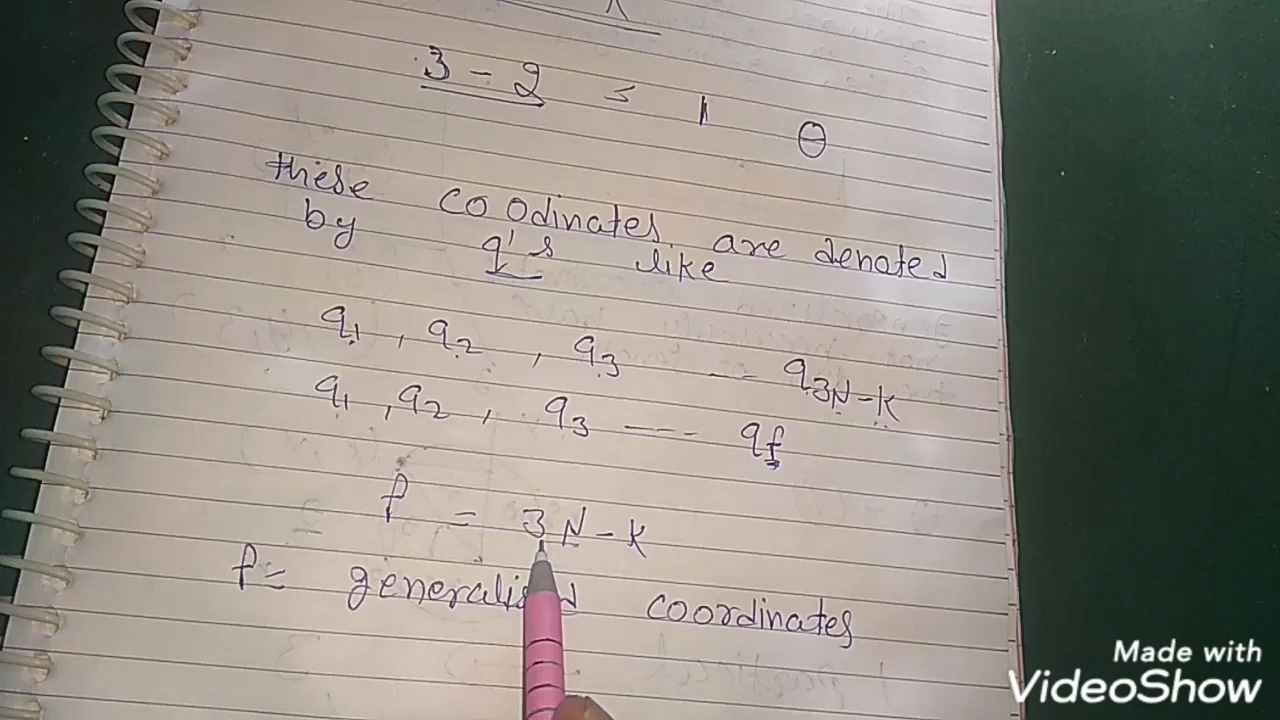 3 - 2 = 1 θ
these coodinates are denoted
by q's like
q1 , q2 , q3 --- q3N-K
q1 , q2 , q3 ---- qf
f = 3N-K
f= generalised coordinates
Made with
VideoShow